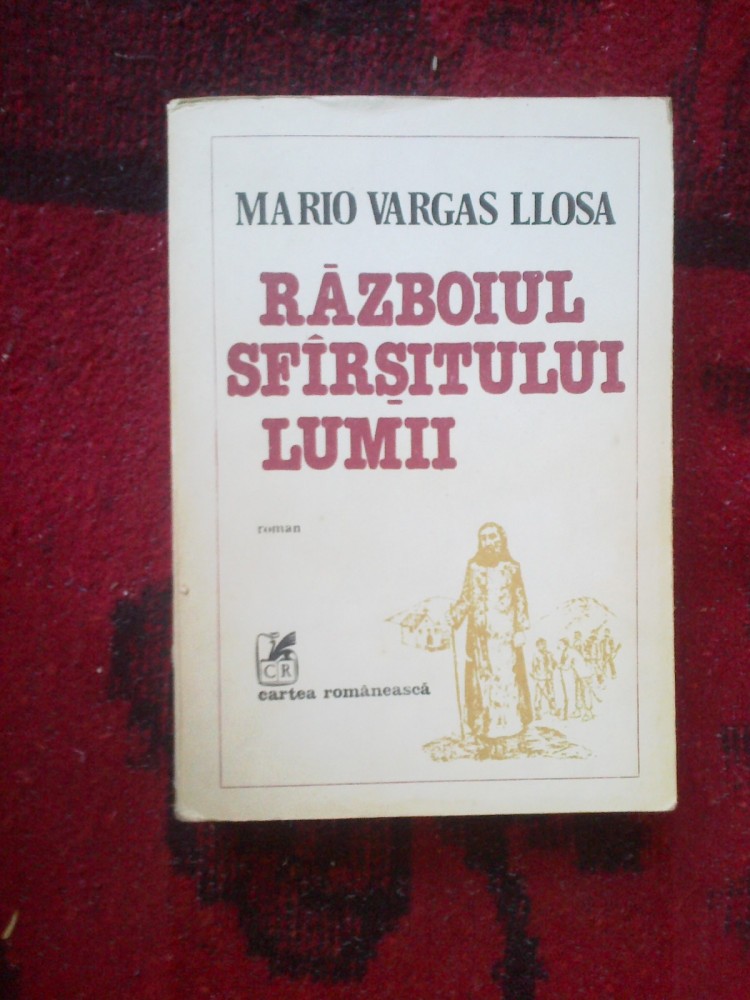 MARIO VARGAS LLOSA
RĂZBOIUL
SFÎRȘITULUI
LUMII
roman
CR
cartea românească